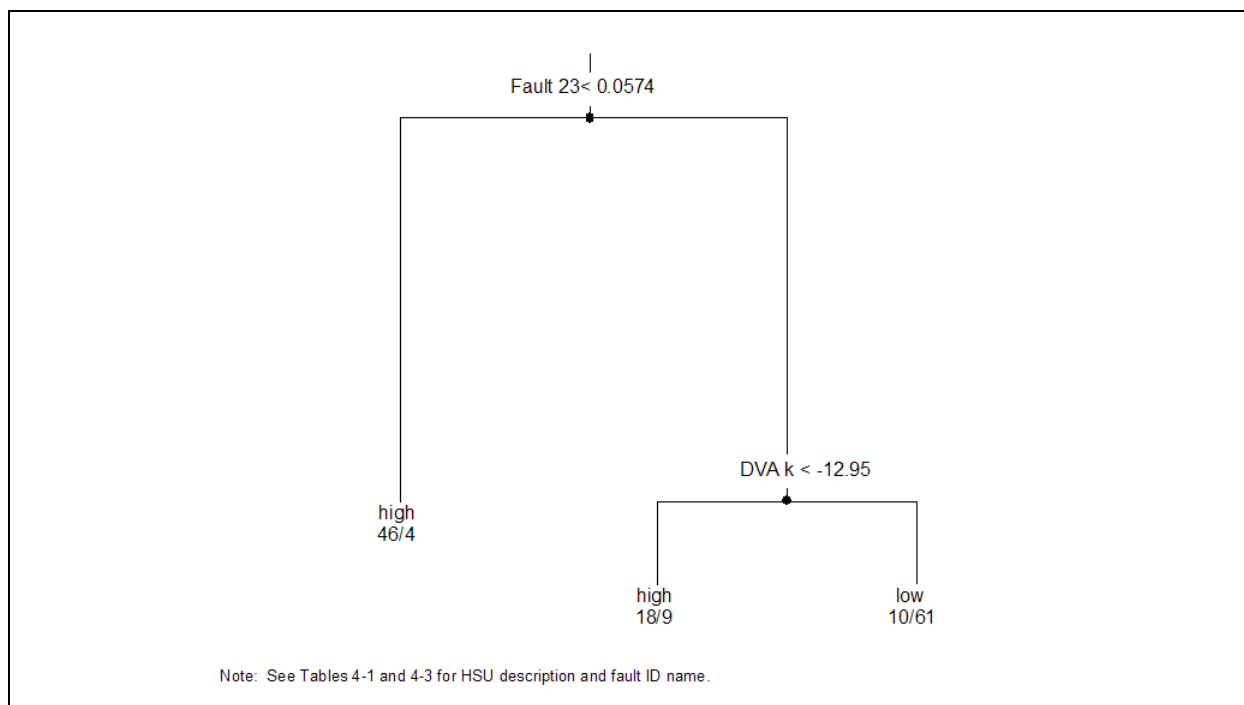 Fault 23< 0.0574
DVA k < -12.95
high
46/4
high
18/9
low
10/61
Note:  See Tables 4-1 and 4-3 for HSU description and fault ID name.